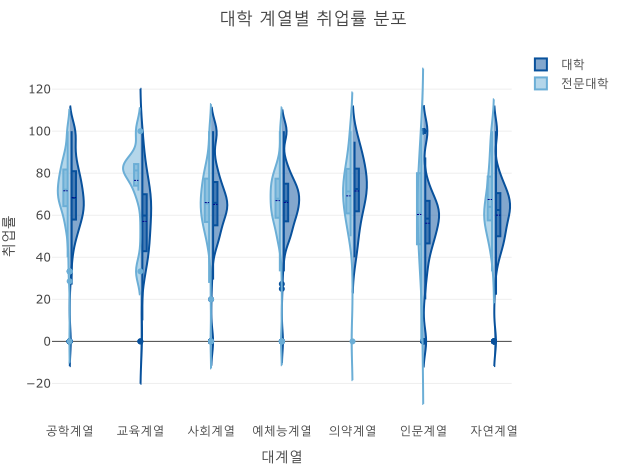 대학 계열별 취업률 분포
대학
전문대학
120
100
80
60
40
20
0
−20
취업률
공학계열
교육계열
사회계열
예체능계열
의약계열
인문계열
자연계열
대계열